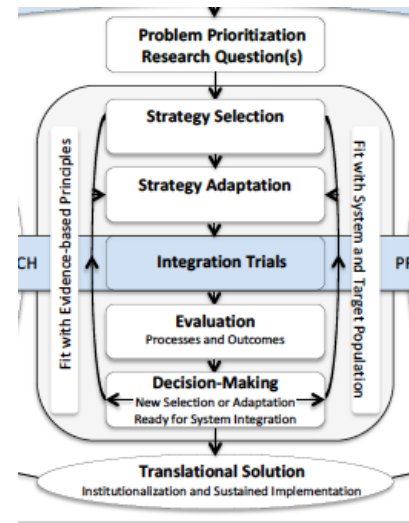 Problem Prioritization
Research Question(s)
Strategy Selection
Strategy Adaptation
Fit with Evidence-based Principles
Fit with System and Target Population
CH
Integration Trials
PR
Evaluation
Processes and Outcomes
Decision-Making
New Selection or Adaptation
Ready for System Integration
Translational Solution
Institutionalization and Sustained Implementation